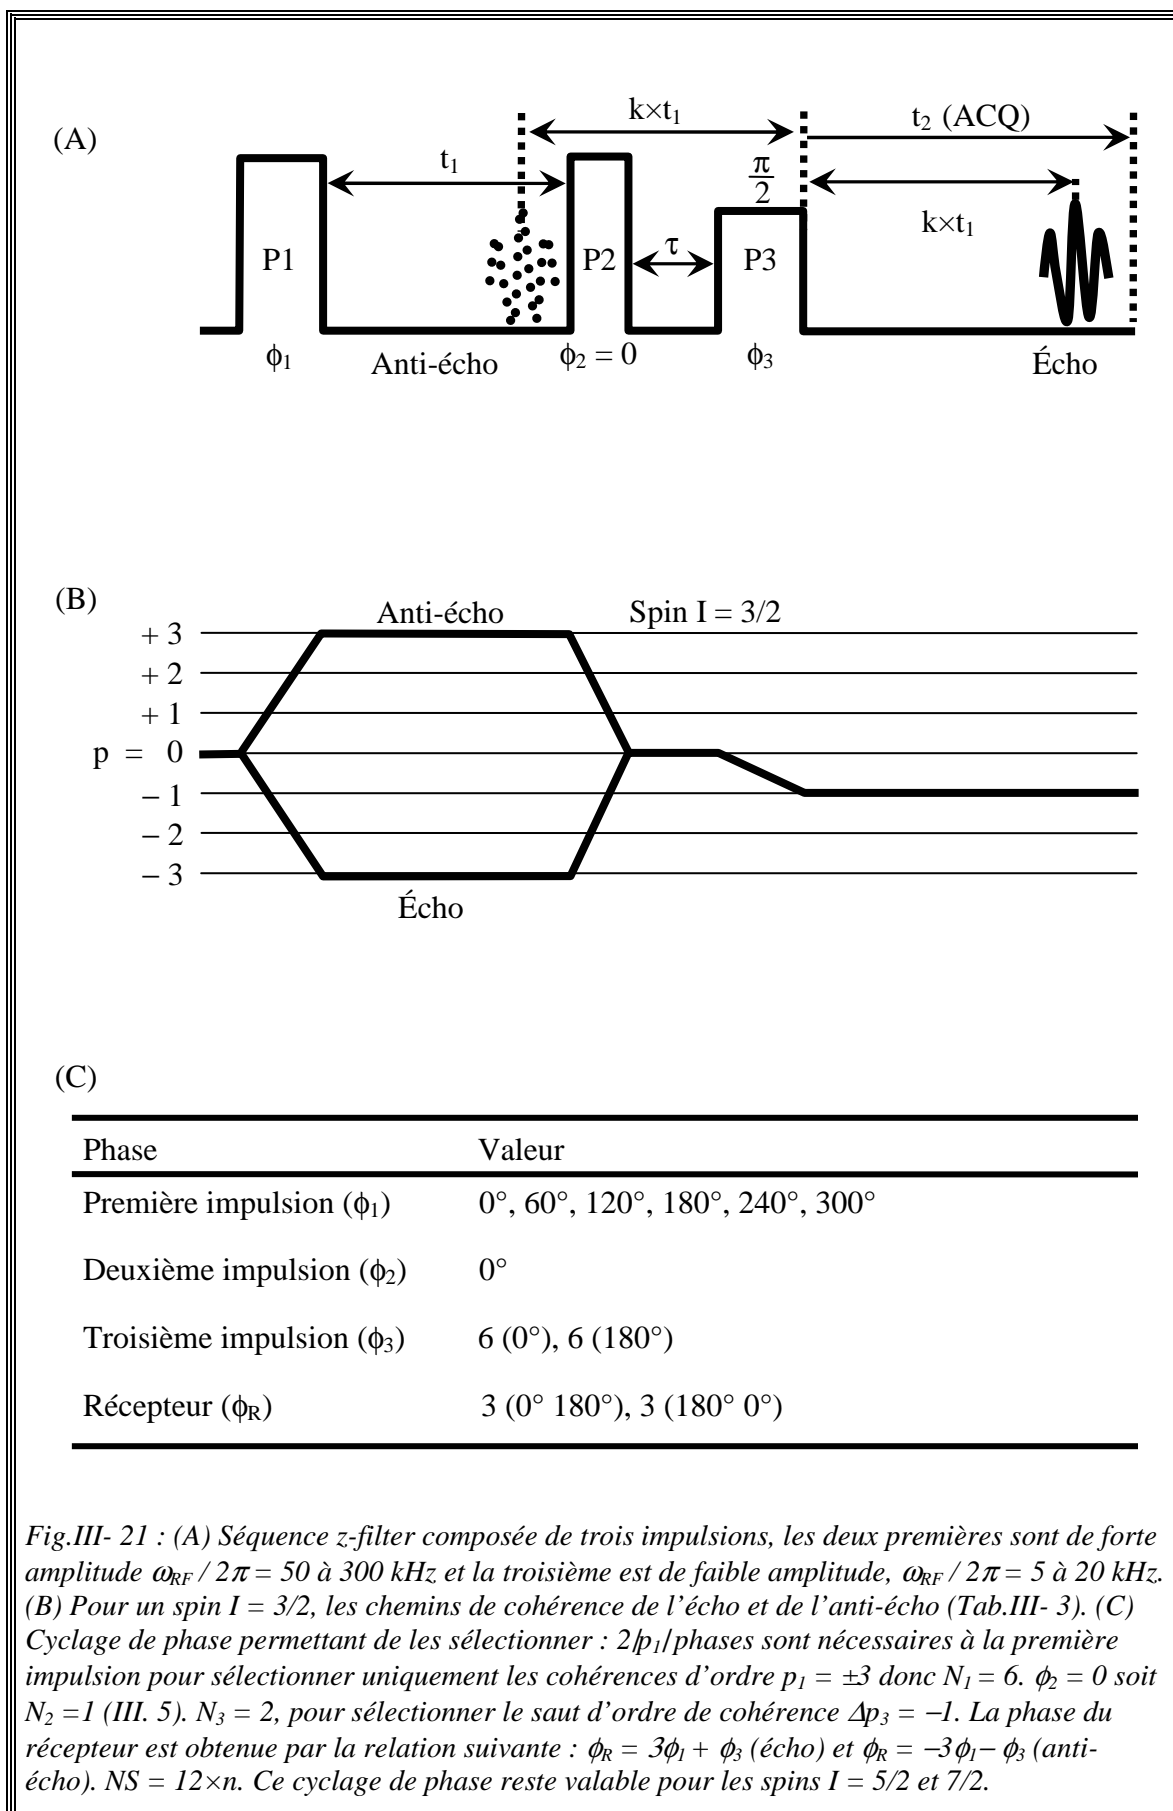 (A)
k×t₁
t₂ (ACQ)
t₁
π/2
k×t₁
P1
P2
τ
P3
ϕ₁
Anti-écho
ϕ₂ = 0
ϕ₃
Écho
(B)
Anti-écho
Spin I = 3/2
+ 3
+ 2
+ 1
p = 0
− 1
− 2
− 3
Écho
(C)
Phase Valeur
Première impulsion (ϕ₁) 0°, 60°, 120°, 180°, 240°, 300°
Deuxième impulsion (ϕ₂) 0°
Troisième impulsion (ϕ₃) 6 (0°), 6 (180°)
Récepteur (ϕR) 3 (0° 180°), 3 (180° 0°)
Fig.III- 21 : (A) Séquence z-filter composée de trois impulsions, les deux premières sont de forte
amplitude ωRF / 2π = 50 à 300 kHz et la troisième est de faible amplitude, ωRF / 2π = 5 à 20 kHz.
(B) Pour un spin I = 3/2, les chemins de cohérence de l'écho et de l'anti-écho (Tab.III- 3). (C)
Cyclage de phase permettant de les sélectionner : 2|p₁| phases sont nécessaires à la première
impulsion pour sélectionner uniquement les cohérences d'ordre p₁ = ±3 donc N₁ = 6. ϕ₂ = 0 soit
N₂ =1 (III. 5). N₃ = 2, pour sélectionner le saut d'ordre de cohérence Δp₃ = −1. La phase du
récepteur est obtenue par la relation suivante : ϕR = 3ϕ₁ + ϕ₃ (écho) et ϕR = −3ϕ₁− ϕ₃ (anti-
écho). NS = 12×n. Ce cyclage de phase reste valable pour les spins I = 5/2 et 7/2.